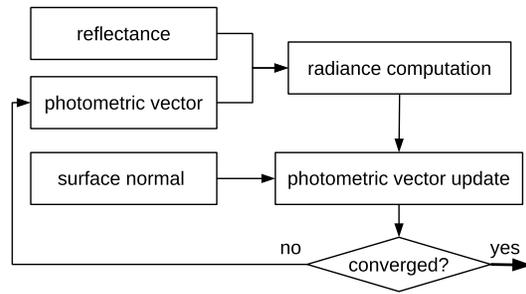 reflectance
radiance computation
photometric vector
surface normal
photometric vector update
no
yes
converged?